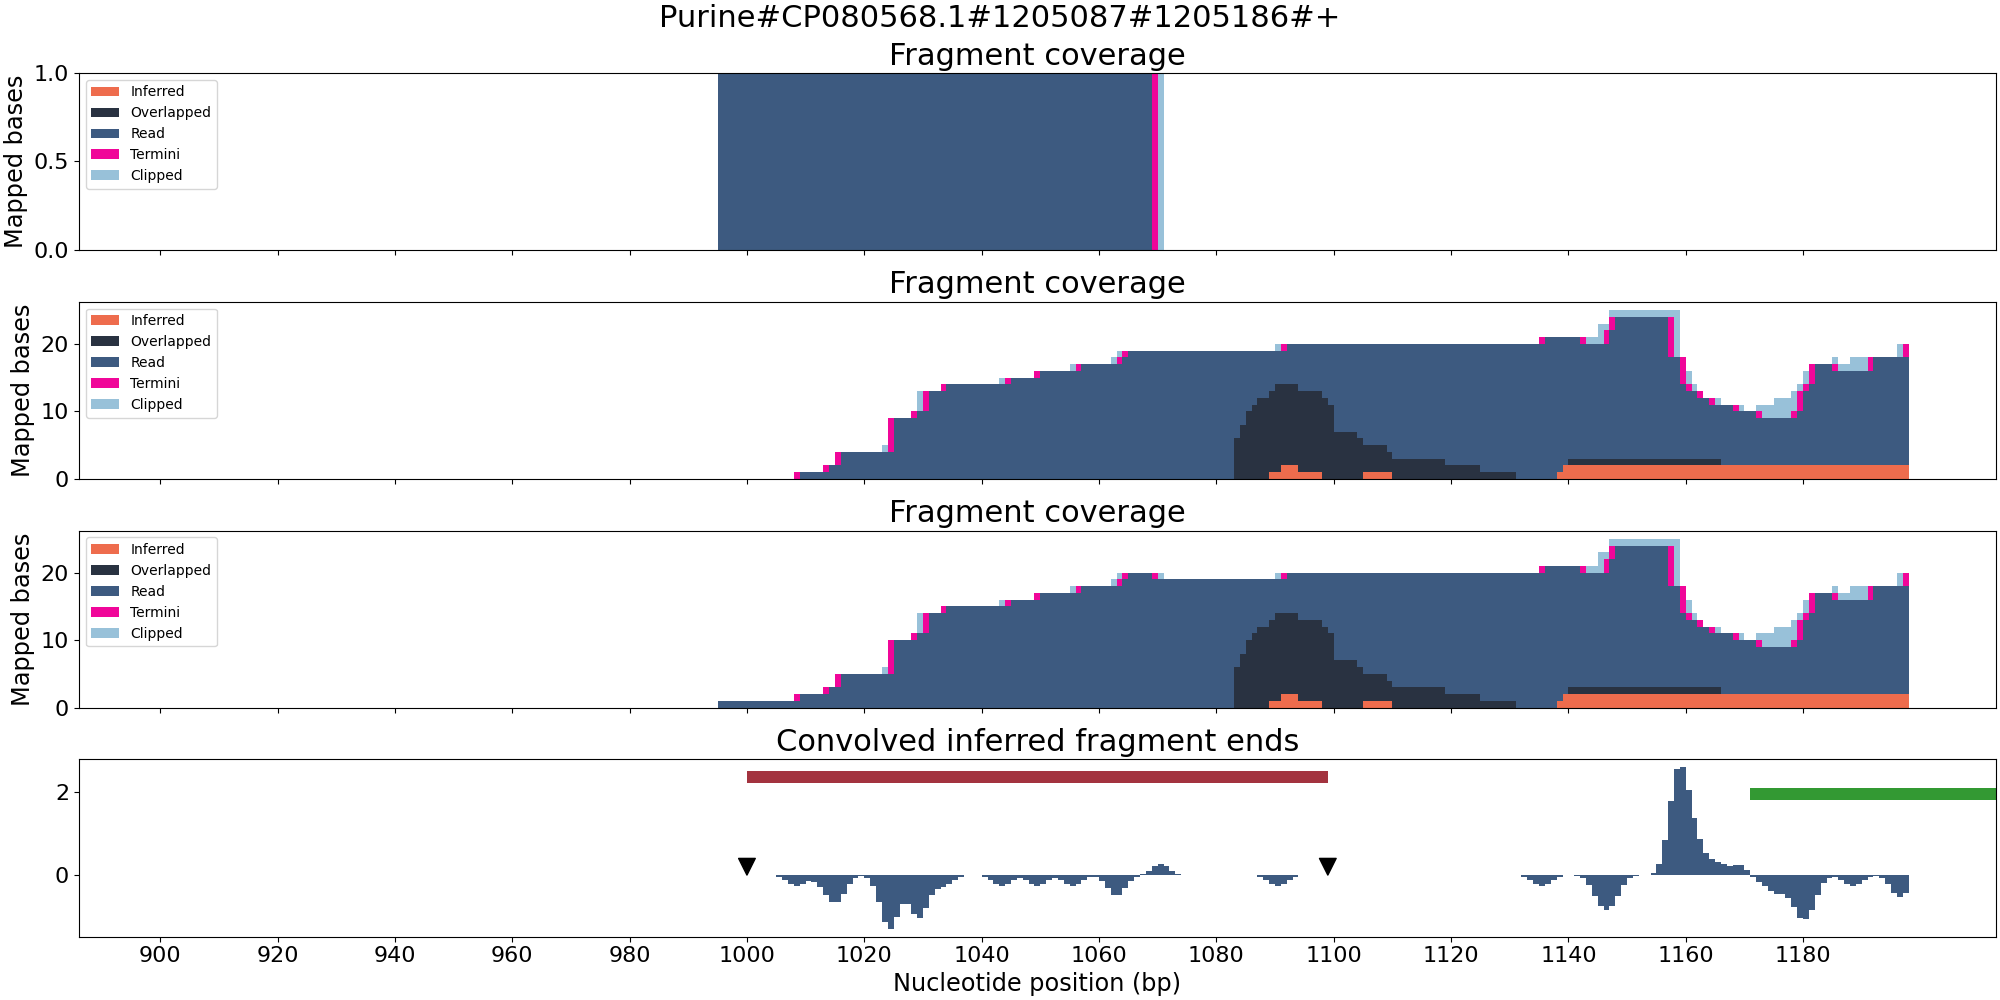 Purine#CP080568.1#1205087#1205186#+
Fragment coverage
Mapped bases
1.0
0.5
0.0
Inferred
Overlapped
Read
Termini
Clipped
Fragment coverage
Mapped bases
20
10
0
Inferred
Overlapped
Read
Termini
Clipped
Fragment coverage
Mapped bases
20
10
0
Inferred
Overlapped
Read
Termini
Clipped
Convolved inferred fragment ends
2
0
900 920 940 960 980 1000 1020 1040 1060 1080 1100 1120 1140 1160 1180
Nucleotide position (bp)